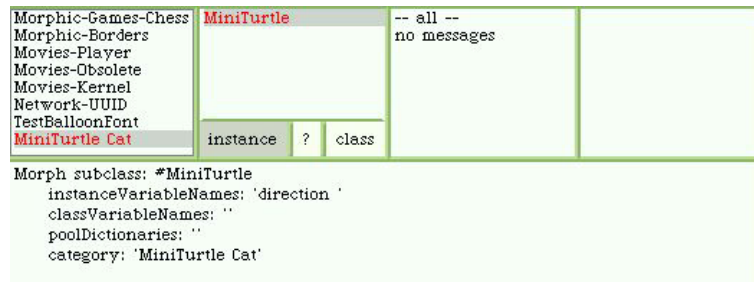 Morphic-Games-Chess
Morphic-Borders
Movies-Player
Movies-Obsolete
Movies-Kernel
Network-UUID
TestBalloonFont
MiniTurtle Cat
MiniTurtle
instance ? class
-- all --
no messages
Morph subclass: #MiniTurtle
instanceVariableNames: 'direction '
classVariableNames: ''
poolDictionaries: ''
category: 'MiniTurtle Cat'